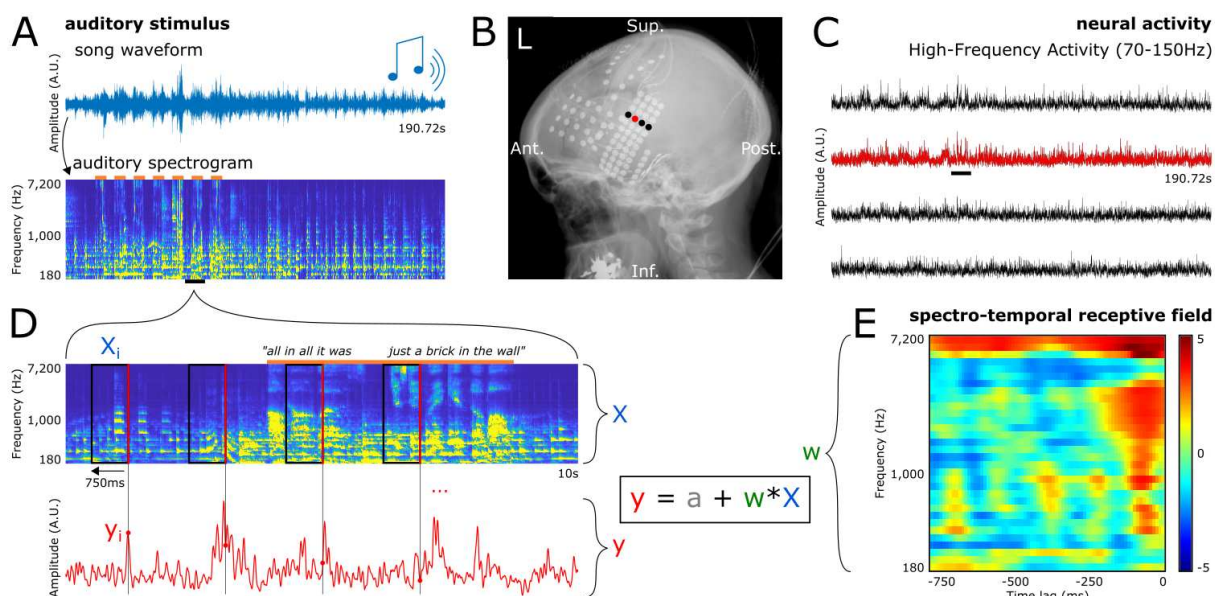 A
auditory stimulus
song waveform
Amplitude (A.U.)
190.72s
auditory spectrogram
Frequency (Hz)
7,200
1,000
180
B
L
Sup.
Ant.
Post.
Inf.
C
neural activity
High-Frequency Activity (70-150Hz)
Amplitude (A.U.)
190.72s
D
Xi
"all in all it was
just a brick in the wall"
Frequency (Hz)
7,200
1,000
180
750ms
10s
X
Amplitude (A.U.)
yi
...
y
y = a + w*X
E
spectro-temporal receptive field
w
Frequency (Hz)
7,200
1,000
180
-750
-500
-250
0
Time lag (ms)
5
0
-5